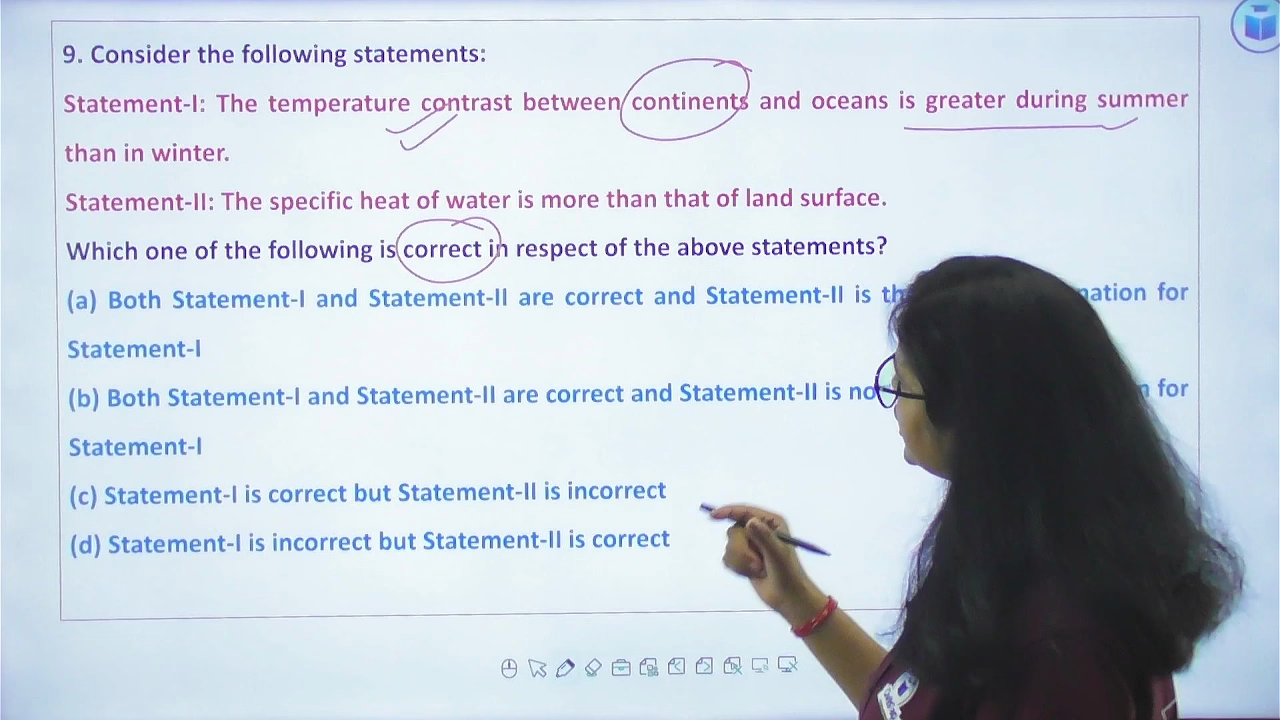 9. Consider the following statements:
Statement-I: The temperature contrast between continents and oceans is greater during summer
than in winter.
Statement-II: The specific heat of water is more than that of land surface.
Which one of the following is correct in respect of the above statements?
(a) Both Statement-I and Statement-II are correct and Statement-II is for
Statement-I
(b) Both Statement-I and Statement-II are correct and Statement-II is for
Statement-I
(c) Statement-I is correct but Statement-II is incorrect
(d) Statement-I is incorrect but Statement-II is correct